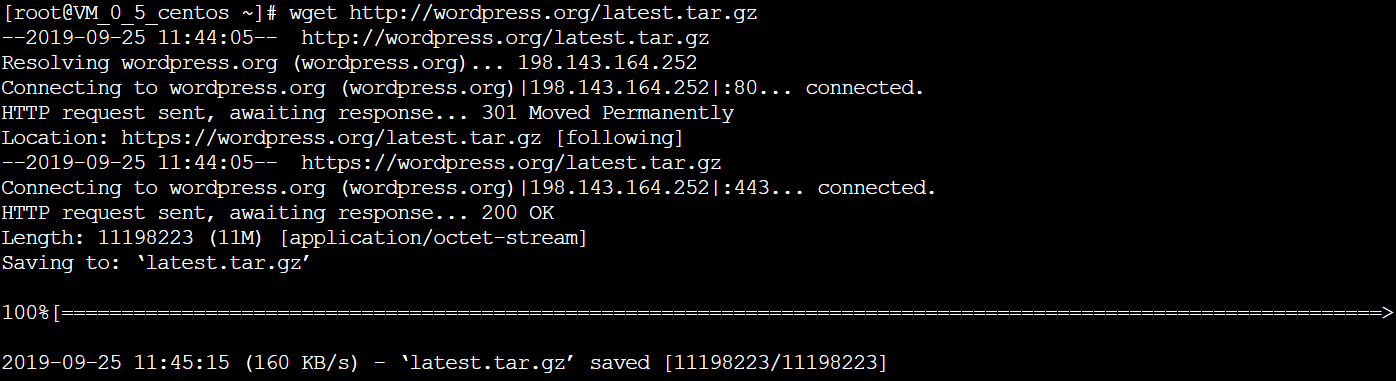 [root@VM_0_5_centos ~]# wget http://wordpress.org/latest.tar.gz
--2019-09-25 11:44:05--  http://wordpress.org/latest.tar.gz
Resolving wordpress.org (wordpress.org)... 198.143.164.252
Connecting to wordpress.org (wordpress.org)|198.143.164.252|:80... connected.
HTTP request sent, awaiting response... 301 Moved Permanently
Location: https://wordpress.org/latest.tar.gz [following]
--2019-09-25 11:44:05--  https://wordpress.org/latest.tar.gz
Connecting to wordpress.org (wordpress.org)|198.143.164.252|:443... connected.
HTTP request sent, awaiting response... 200 OK
Length: 11198223 (11M) [application/octet-stream]
Saving to: ‘latest.tar.gz’
100%[==============================================================================================================>
2019-09-25 11:45:15 (160 KB/s) - ‘latest.tar.gz’ saved [11198223/11198223]